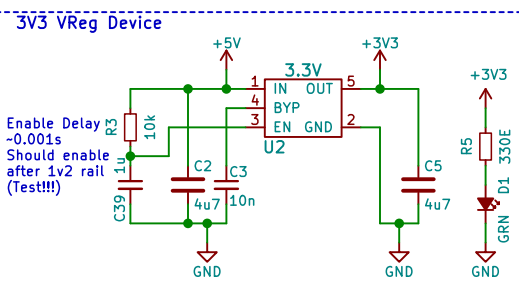 3V3 VReg Device
+5V
+3V3
3.3V
1 IN OUT 5
4 BYP
3 EN GND 2
U2
+3V3
Enable Delay
~0.001s
Should enable
after 1v2 rail
(Test!!!)
R3
10k
1u
C39
C2
4u7
C3
10n
C5
4u7
R5
330E
D1
GRN
GND
GND
GND